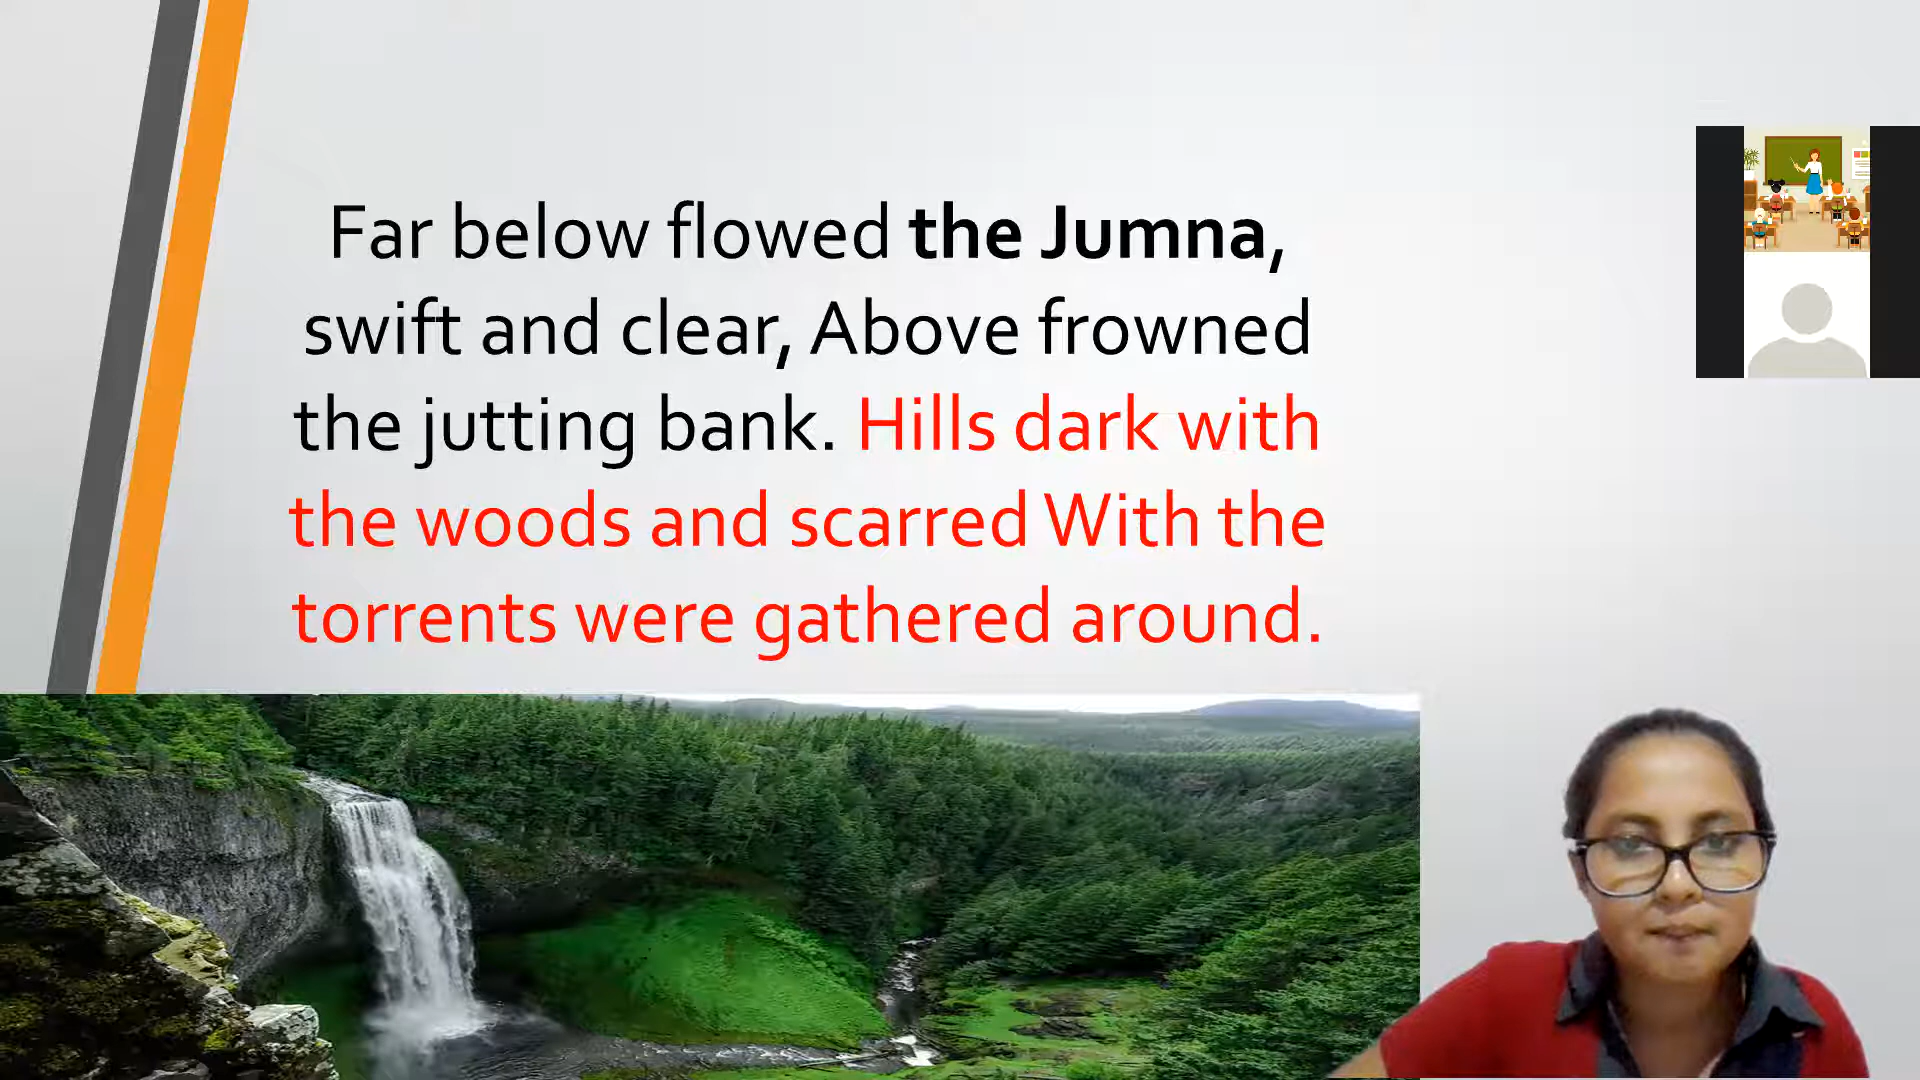 Far below flowed the Jumna,
swift and clear, Above frowned
the jutting bank. Hills dark with
the woods and scarred With the
torrents were gathered around.